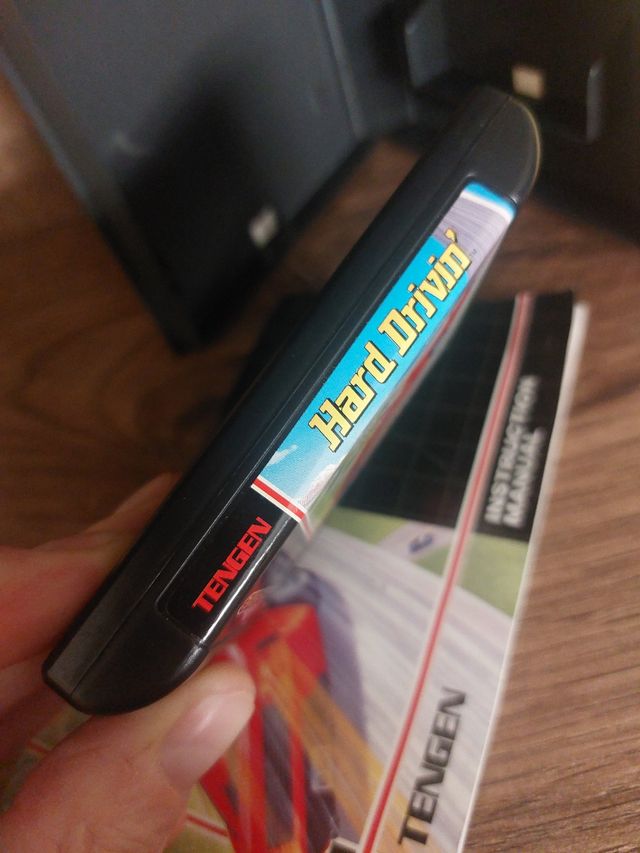 Hard Drivin'
TENGEN
INSTRUCTION
MANUAL
TENGEN